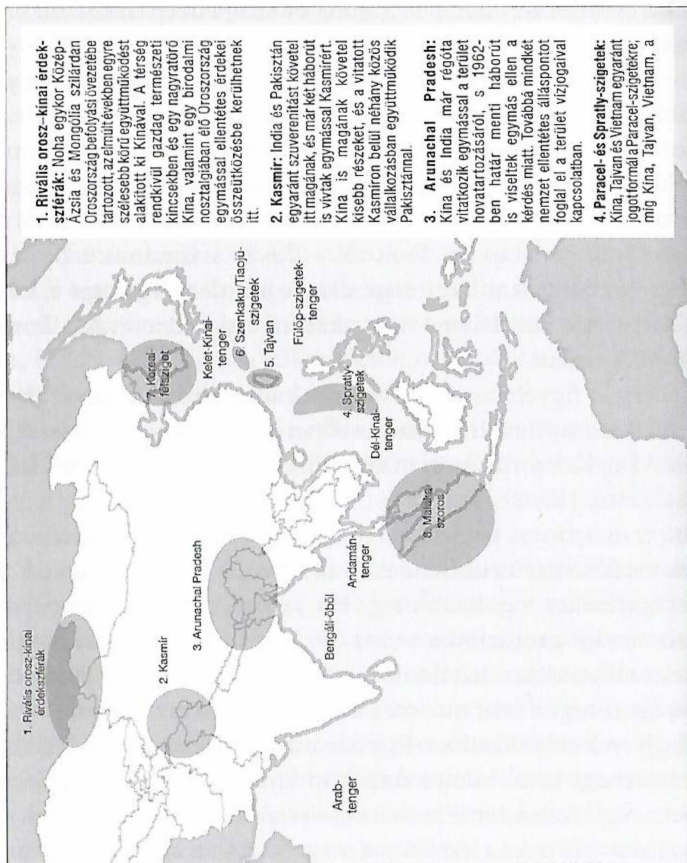 1. Rivális orosz–kínai érdekszférák
2. Kasmír
3. Arunachal Pradesh
7. Koreai-félsziget
Kelet-Kínai-tenger
6. Szenkaku/Tiaojü-szigetek
5. Tajvan
Fülöp-szigetek-tenger
4. Spratly-szigetek
Dél-Kínai-tenger
8. Malaka-szoros
Andamán-tenger
Bengáli-öböl
Arab-tenger
1. Rivális orosz–kínai érdek-
szférák: Noha egykor Közép-
Ázsia és Mongólia szilárdan
Oroszország befolyási övezetébe
tartozott, az elmúlt években egyre
szélesebb körű együttműködést
alakított ki Kínával. A térség
rendkívül gazdag természeti
kincsekben és egy nagyratörő
Kína, valamint egy birodalmi
nosztalgiában élő Oroszország
egymással ellentétes érdekei
összeütközésbe kerülhetnek
itt.
2. Kasmír: India és Pakisztán
egyaránt szuverenitást követel
itt magának, és már két háborút
is vívtak egymással Kasmírért.
Kína is magának követel
kisebb részeket, és a vitatott
Kasmíron belül néhány közös
vállalkozásban együttműködik
Pakisztánnal.
3. Arunachal Pradesh:
Kína és India már régóta
vitatkozik egymással a terület
hovatartozásáról, s 1962-
ben határ menti háborút
is viseltek egymás ellen a
kérdés miatt. Továbbá mindkét
nemzet ellentétes álláspontot
foglal el a terület vízjogaival
kapcsolatban.
4. Paracel- és Spratly-szigetek:
Kína, Tajvan és Vietnam egyaránt
jogot formál a Paracel-szigetekre;
míg Kína, Tajvan, Vietnam, a